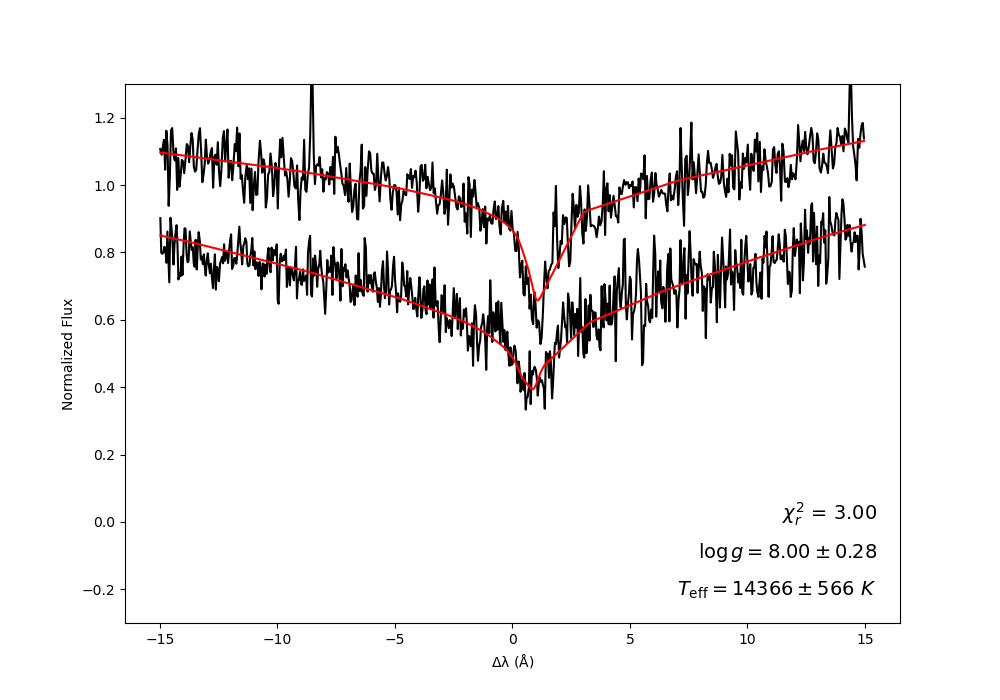 1.2
1.0
0.8
0.6
0.4
0.2
0.0
−0.2
Normalized Flux
χ²ᵣ = 3.00
log g = 8.00 ± 0.28
T_eff = 14366 ± 566 K
−15 −10 −5 0 5 10 15
Δλ (Å)